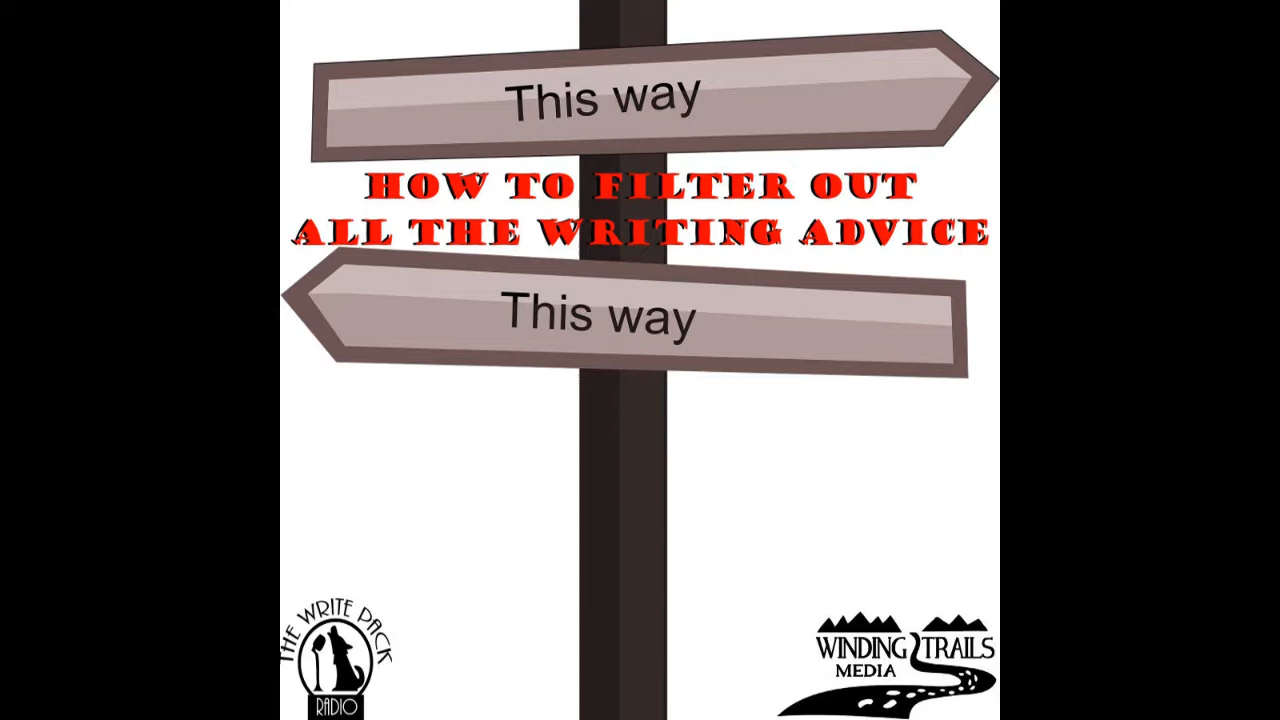 This way
HOW TO FILTER OUT
ALL THE WRITING ADVICE
This way
THE WRITE PACK
RADIO
WINDING TRAILS
MEDIA